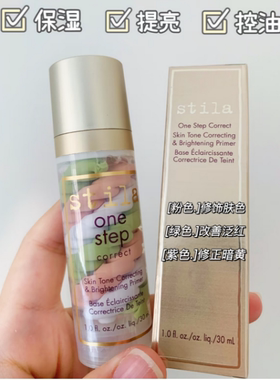 保湿 提亮 控油
stila
One Step Correct
Skin Tone Correcting
& Brightening Primer
Base Éclaircissante
Correctrice De Teint
[粉色]修饰肤色
[绿色]改善泛红
[紫色]修正暗黄
1.0 fl.oz./oz. liq./30 mL
stila
one
step
correct
Skin Tone Correcting
& Brightening Primer
Base Éclaircissante
Correctrice De Teint
1.0 fl. oz./oz. liq./30 mL